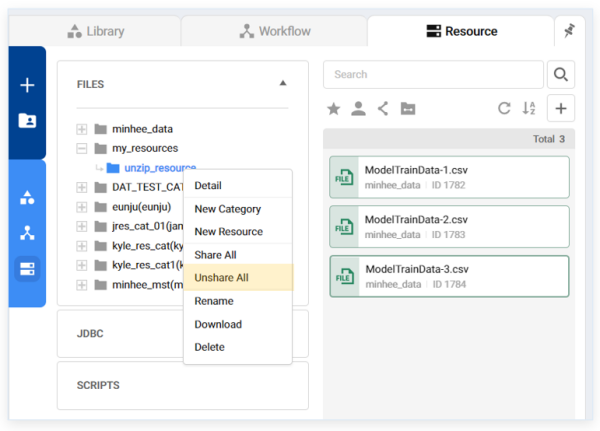 Library
Workflow
Resource
FILES
minhee_data
my_resources
unzip_resource
DAT_TEST_CAT
eunju(eunju)
jres_cat_01(jan
kyle_res_cat(ky
kyle_res_cat1(k
minhee_mst(m
Detail
New Category
New Resource
Share All
Unshare All
Rename
Download
Delete
JDBC
SCRIPTS
Search
Total 3
FILE
ModelTrainData-1.csv
minhee_data ID 1782
FILE
ModelTrainData-2.csv
minhee_data ID 1783
FILE
ModelTrainData-3.csv
minhee_data ID 1784